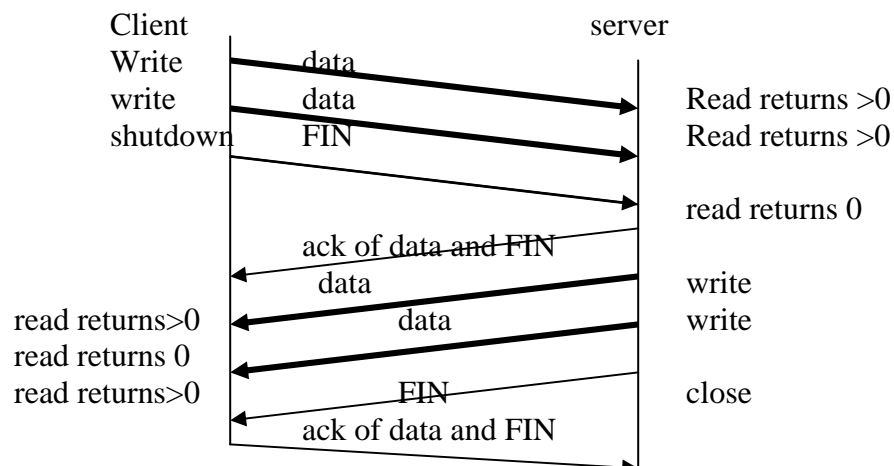 Client server
Write data
write data Read returns >0
shutdown FIN Read returns >0
read returns 0
ack of data and FIN
data write
read returns>0 data write
read returns 0
read returns>0 FIN close
ack of data and FIN